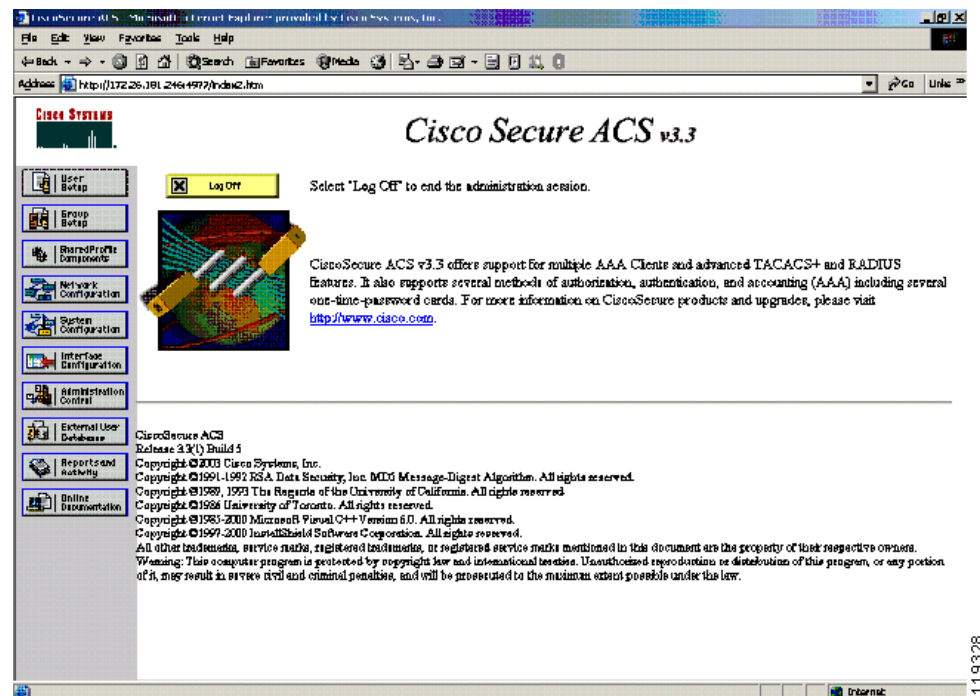 CiscoSecure ACS - Microsoft Internet Explorer provided by Cisco Systems, Inc.
File Edit View Favorites Tools Help
Back Search Favorites Media
Address http://172.26.181.246:4977/index2.htm Go Links »
CISCO SYSTEMS
Cisco Secure ACS v3.3
User Setup
Group Setup
Shared Profile Components
Network Configuration
System Configuration
Interface Configuration
Administration Control
External User Databases
Reports and Activity
Online Documentation
Log Off
Select "Log Off" to end the administration session.
CiscoSecure ACS v3.3 offers support for multiple AAA Clients and advanced TACACS+ and RADIUS
features. It also supports several methods of authorization, authentication, and accounting (AAA) including several
one-time-password cards. For more information on CiscoSecure products and upgrades, please visit
http://www.cisco.com.
CiscoSecure ACS
Release 3.3(1) Build 5
Copyright ©2003 Cisco Systems, Inc.
Copyright ©1991-1992 RSA Data Security, Inc. MD5 Message-Digest Algorithm. All rights reserved.
Copyright ©1989, 1993 The Regents of the University of California. All rights reserved.
Copyright ©1986 University of Toronto. All rights reserved.
Copyright ©1985-2000 Microsoft Visual C++ Version 6.0. All rights reserved.
Copyright ©1997-2000 InstallShield Software Corporation. All rights reserved.
All other trademarks, service marks, registered trademarks, or registered service marks mentioned in this document are the property of their respective owners.
Warning: This computer program is protected by copyright law and international treaties. Unauthorized reproduction or distribution of this program, or any portion
of it, may result in severe civil and criminal penalties, and will be prosecuted to the maximum extent possible under the law.
Internet
119328